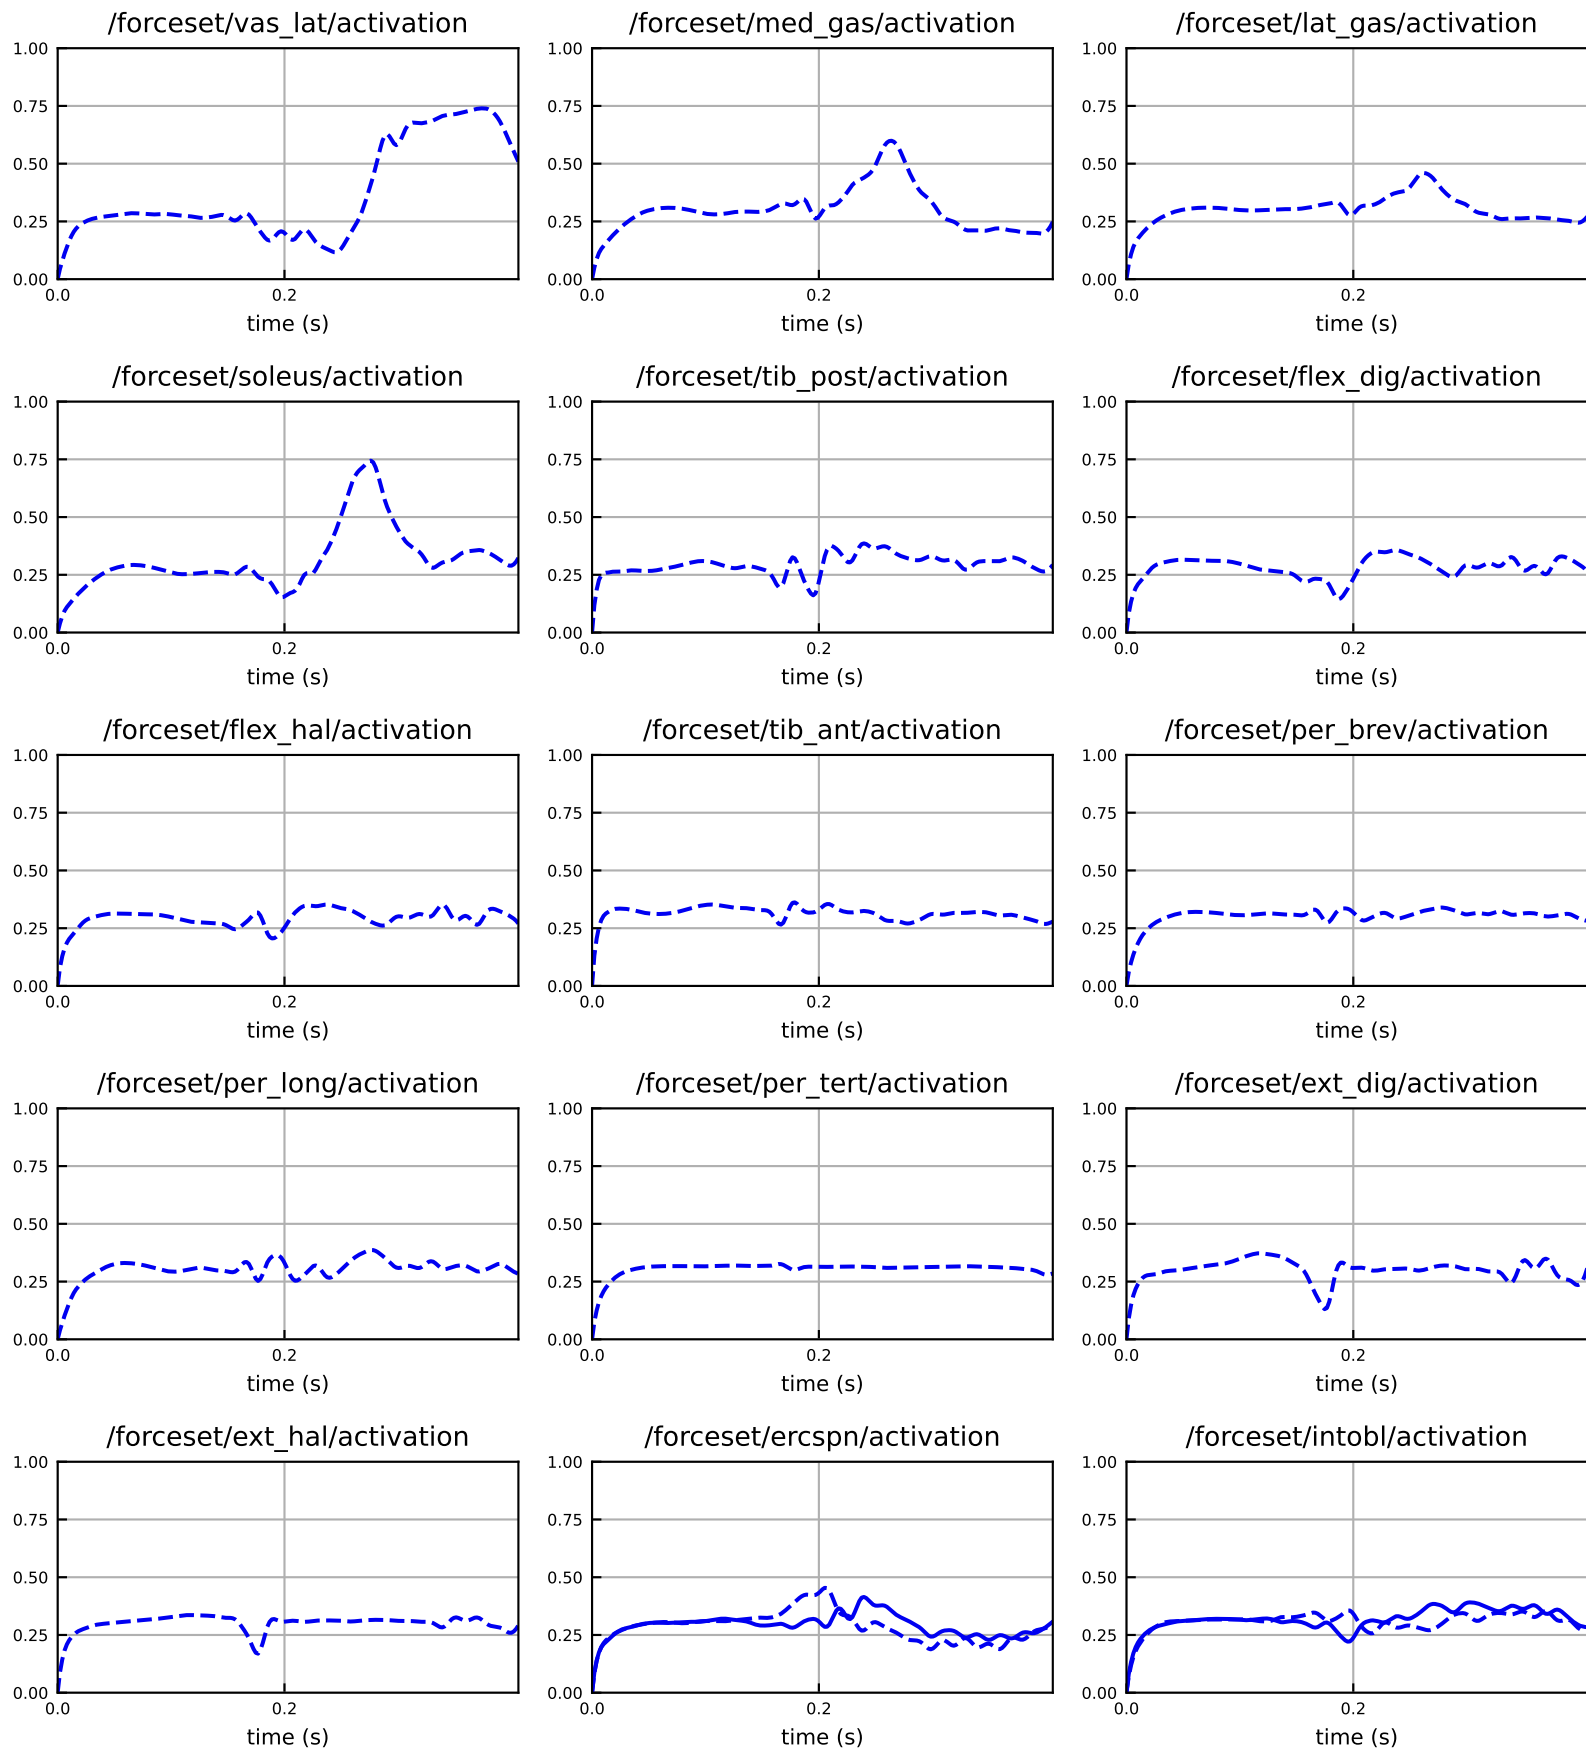 /forceset/vas_lat/activation /forceset/med_gas/activation /forceset/lat_gas/activation
1.00 1.00 1.00
0.75 0.75 0.75
0.50 0.50 0.50
0.25 0.25 0.25
0.00 0.00 0.00
0.0 0.2 0.0 0.2 0.0 0.2
time (s) time (s) time (s)
/forceset/soleus/activation /forceset/tib_post/activation /forceset/flex_dig/activation
1.00 1.00 1.00
0.75 0.75 0.75
0.50 0.50 0.50
0.25 0.25 0.25
0.00 0.00 0.00
0.0 0.2 0.0 0.2 0.0 0.2
time (s) time (s) time (s)
/forceset/flex_hal/activation /forceset/tib_ant/activation /forceset/per_brev/activation
1.00 1.00 1.00
0.75 0.75 0.75
0.50 0.50 0.50
0.25 0.25 0.25
0.00 0.00 0.00
0.0 0.2 0.0 0.2 0.0 0.2
time (s) time (s) time (s)
/forceset/per_long/activation /forceset/per_tert/activation /forceset/ext_dig/activation
1.00 1.00 1.00
0.75 0.75 0.75
0.50 0.50 0.50
0.25 0.25 0.25
0.00 0.00 0.00
0.0 0.2 0.0 0.2 0.0 0.2
time (s) time (s) time (s)
/forceset/ext_hal/activation /forceset/ercspn/activation /forceset/intobl/activation
1.00 1.00 1.00
0.75 0.75 0.75
0.50 0.50 0.50
0.25 0.25 0.25
0.00 0.00 0.00
0.0 0.2 0.0 0.2 0.0 0.2
time (s) time (s) time (s)